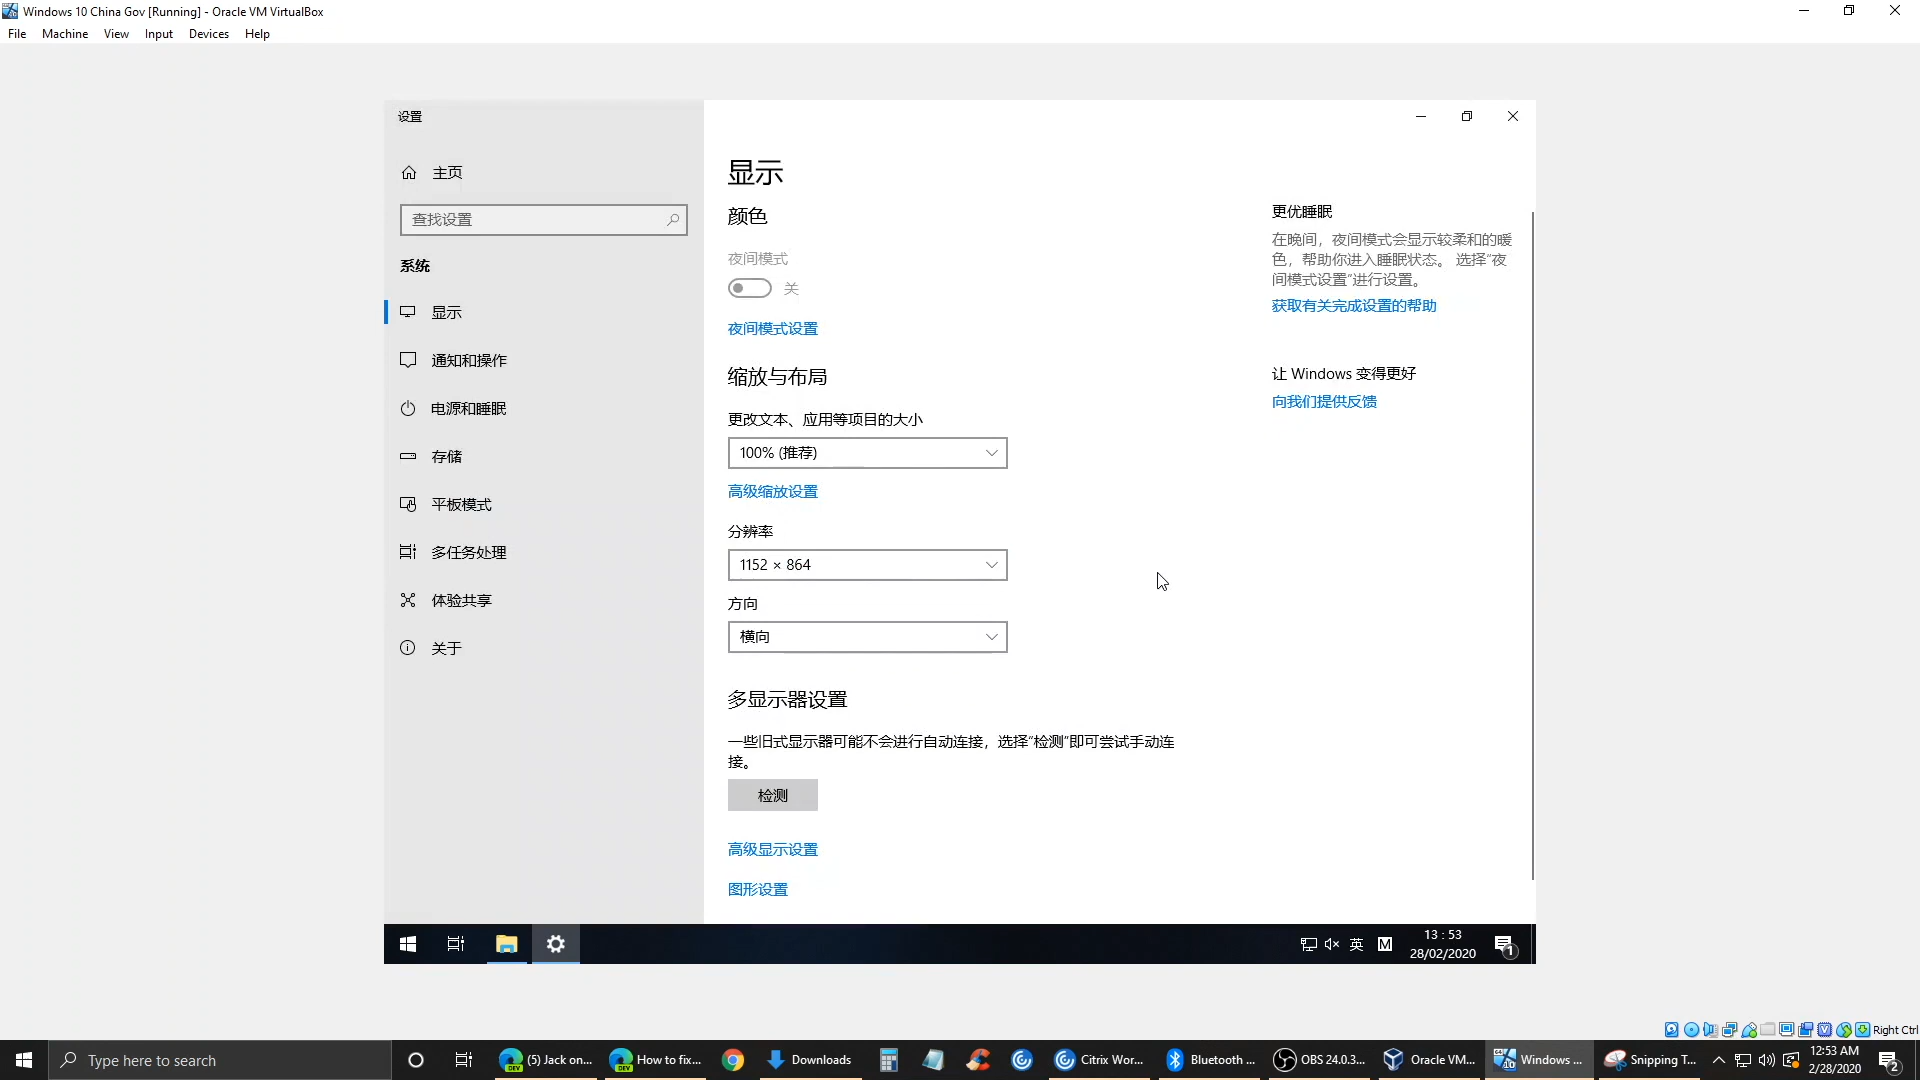 Windows 10 China Gov [Running] - Oracle VM VirtualBox
File Machine View Input Devices Help
设置
主页
查找设置
系统
显示
通知和操作
电源和睡眠
存储
平板模式
多任务处理
体验共享
关于
显示
颜色
夜间模式
关
夜间模式设置
缩放与布局
更改文本、应用等项目的大小
100% (推荐)
高级缩放设置
分辨率
1152 × 864
方向
横向
多显示器设置
一些旧式显示器可能不会进行自动连接，选择“检测”即可尝试手动连
接。
检测
高级显示设置
图形设置
更优睡眠
在晚间，夜间模式会显示较柔和的暖
色，帮助你进入睡眠状态。 选择“夜
间模式设置”进行设置。
获取有关完成设置的帮助
让 Windows 变得更好
向我们提供反馈
英 M
13 : 53
28/02/2020
1
Right Ctrl
Type here to search
DEV (5) Jack on...
DEV How to fix...
Downloads
Citrix Wor...
Bluetooth ...
OBS 24.0.3...
Oracle VM...
10 Windows ...
Snipping T...
12:53 AM
2/28/2020
2